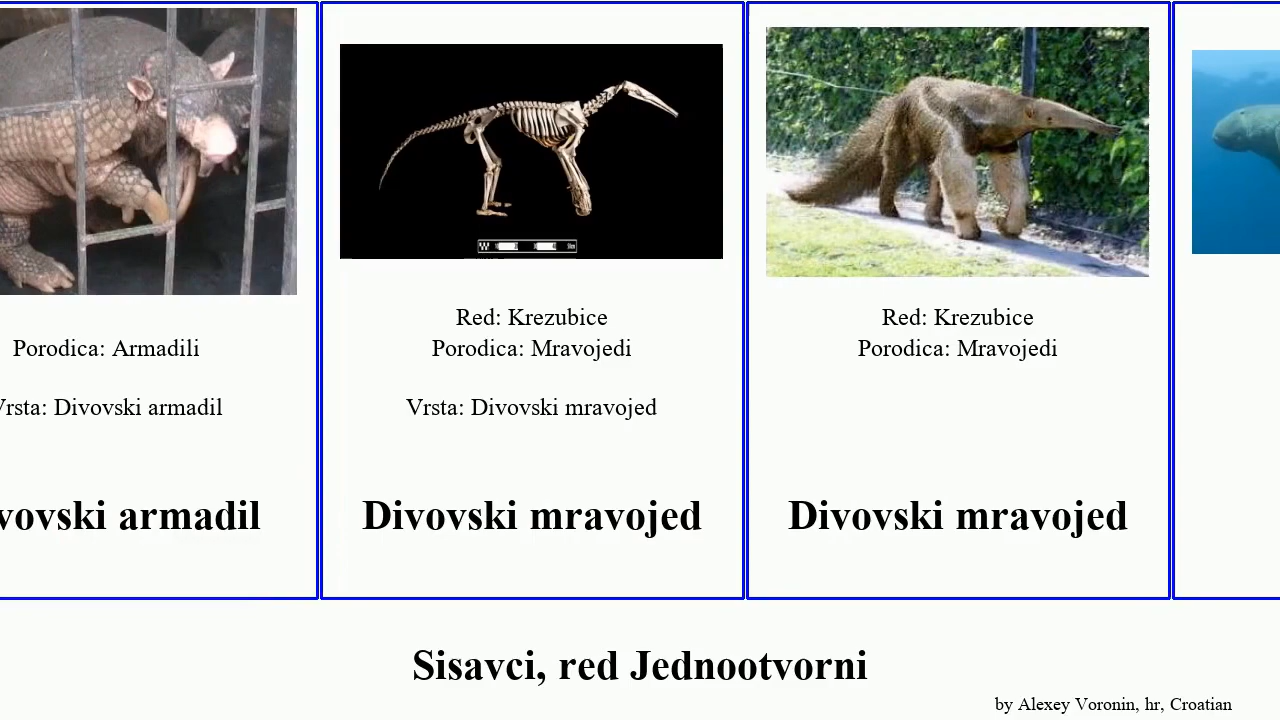 Porodica: Armadili
Vrsta: Divovski armadil
vovski armadil
Red: Krezubice
Porodica: Mravojedi
Vrsta: Divovski mravojed
Divovski mravojed
Red: Krezubice
Porodica: Mravojedi
Divovski mravojed
Sisavci, red Jednootvorni
by Alexey Voronin, hr, Croatian